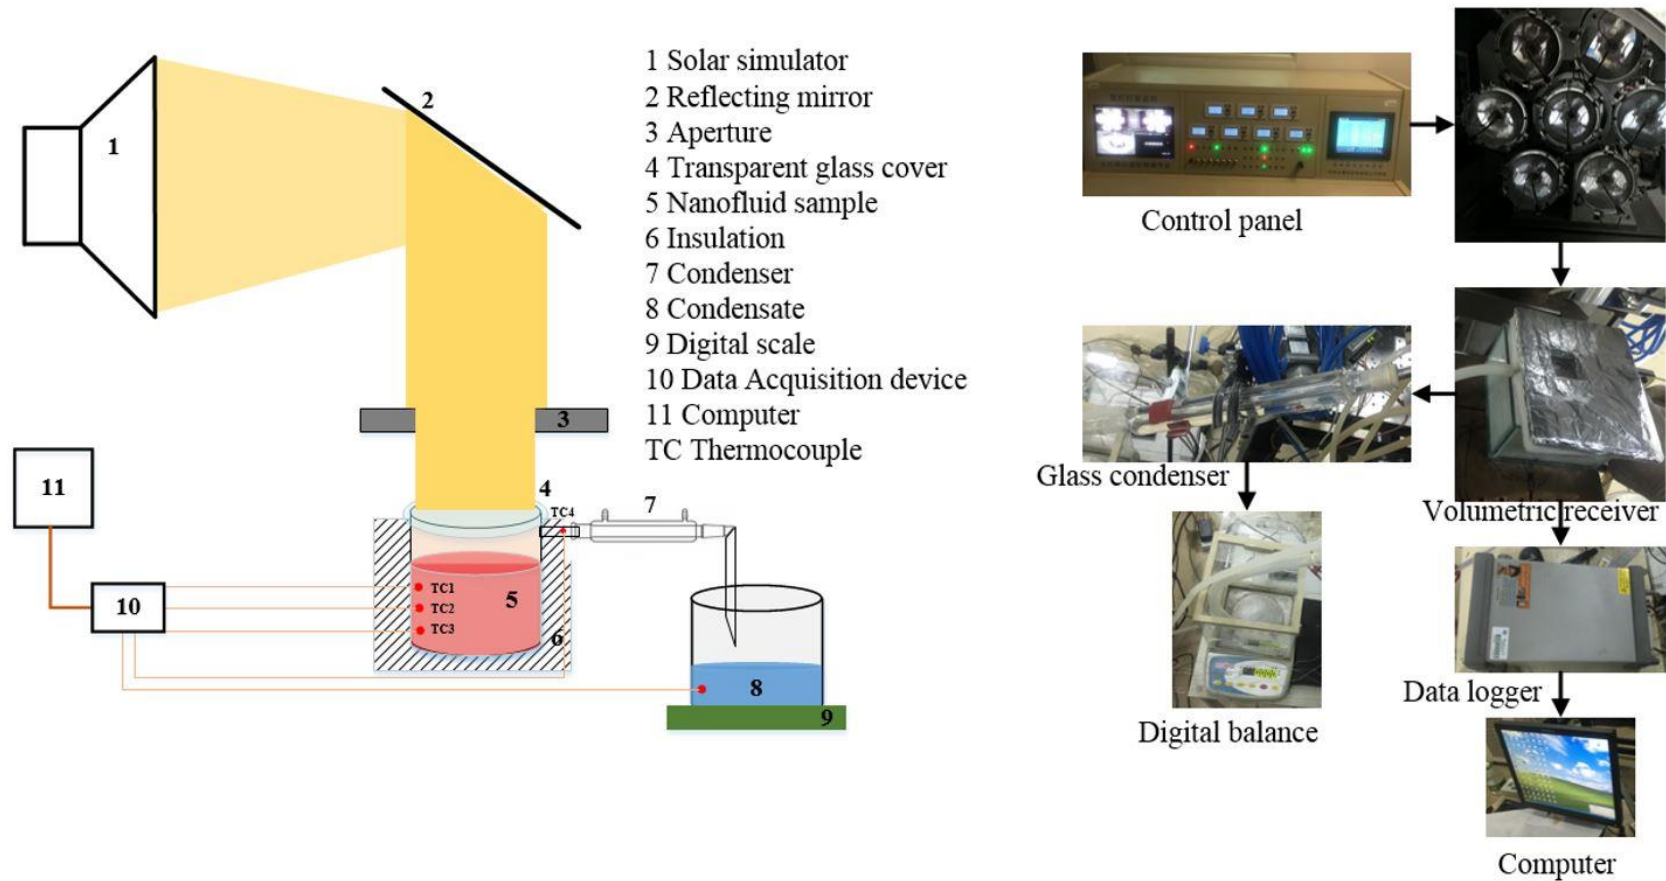 1
2
3
4
TC4
7
TC1
TC2
TC3
5
6
11
10
8
9
1 Solar simulator
2 Reflecting mirror
3 Aperture
4 Transparent glass cover
5 Nanofluid sample
6 Insulation
7 Condenser
8 Condensate
9 Digital scale
10 Data Acquisition device
11 Computer
TC Thermocouple
Control panel
Glass condenser
Volumetric receiver
Digital balance
Data logger
Computer